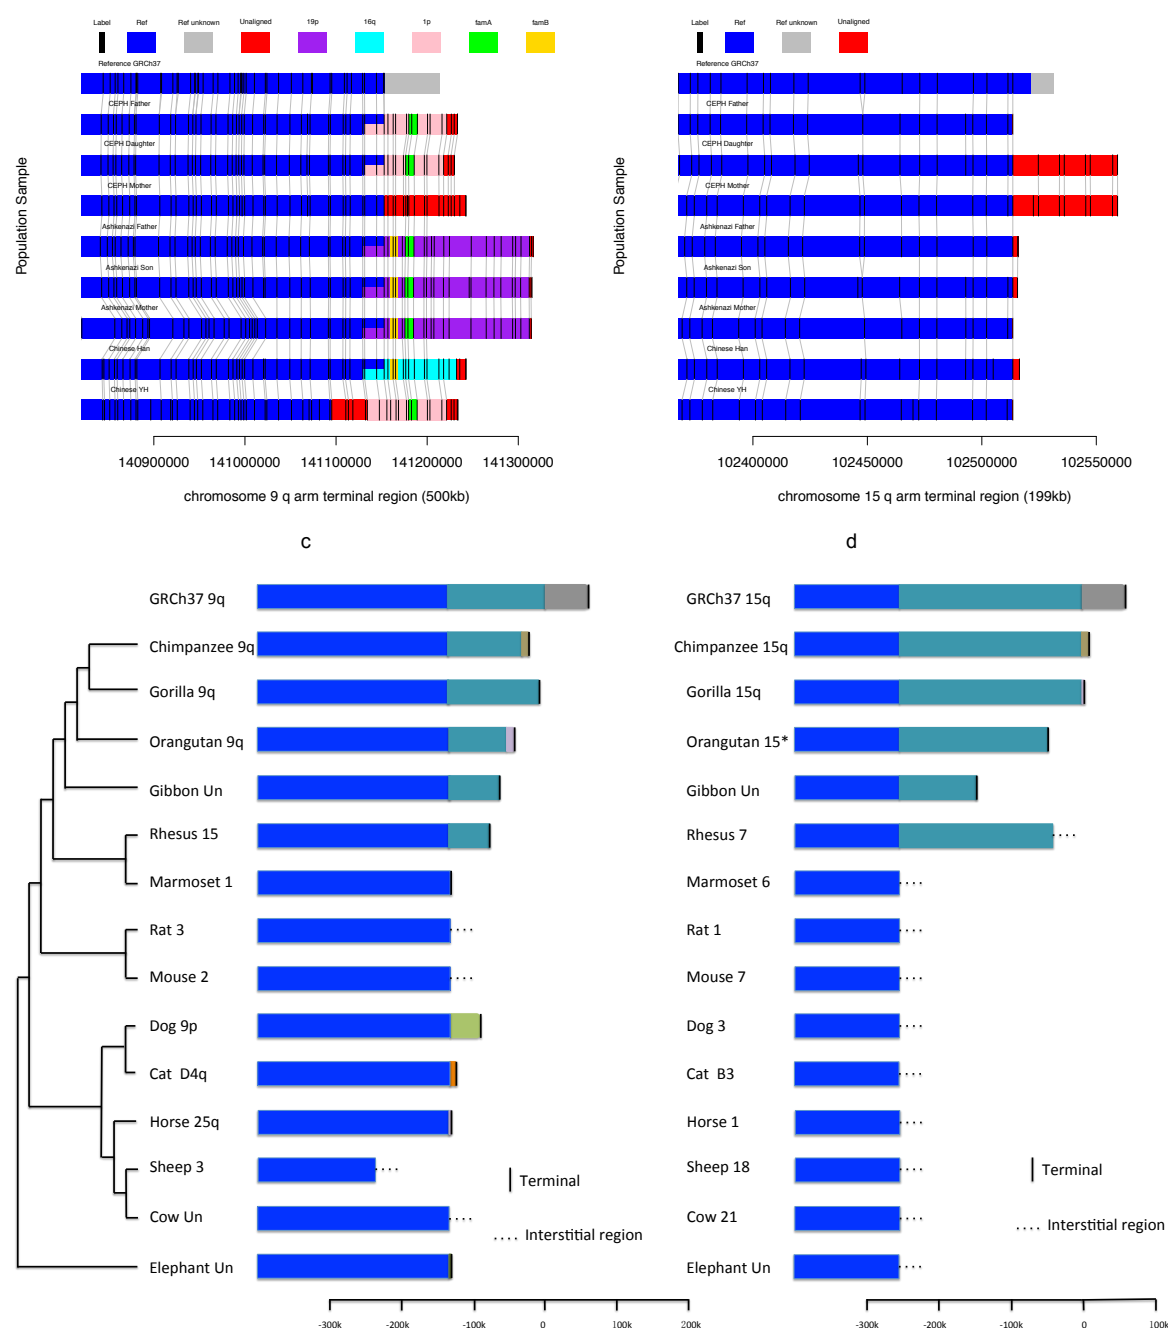 Label Ref Ref unknown Unaligned 19p 16q 1p famA famB
Reference GRCh37
CEPH Father
CEPH Daughter
CEPH Mother
Ashkenazi Father
Ashkenazi Son
Ashkenazi Mother
Chinese Han
Chinese YH
Population Sample
140900000 141000000 141100000 141200000 141300000
chromosome 9 q arm terminal region (500kb)
Label Ref Ref unknown Unaligned
Reference GRCh37
CEPH Father
CEPH Daughter
CEPH Mother
Ashkenazi Father
Ashkenazi Son
Ashkenazi Mother
Chinese Han
Chinese YH
Population Sample
102400000 102450000 102500000 102550000
chromosome 15 q arm terminal region (199kb)
c
GRCh37 9q
Chimpanzee 9q
Gorilla 9q
Orangutan 9q
Gibbon Un
Rhesus 15
Marmoset 1
Rat 3
Mouse 2
Dog 9p
Cat D4q
Horse 25q
Sheep 3
Cow Un
Elephant Un
Terminal
.... Interstitial region
-300k -200k -100k 0 100k 200k
d
GRCh37 15q
Chimpanzee 15q
Gorilla 15q
Orangutan 15*
Gibbon Un
Rhesus 7
Marmoset 6
Rat 1
Mouse 7
Dog 3
Cat B3
Horse 1
Sheep 18
Cow 21
Elephant Un
Terminal
.... Interstitial region
-300k -200k -100k 0 100k